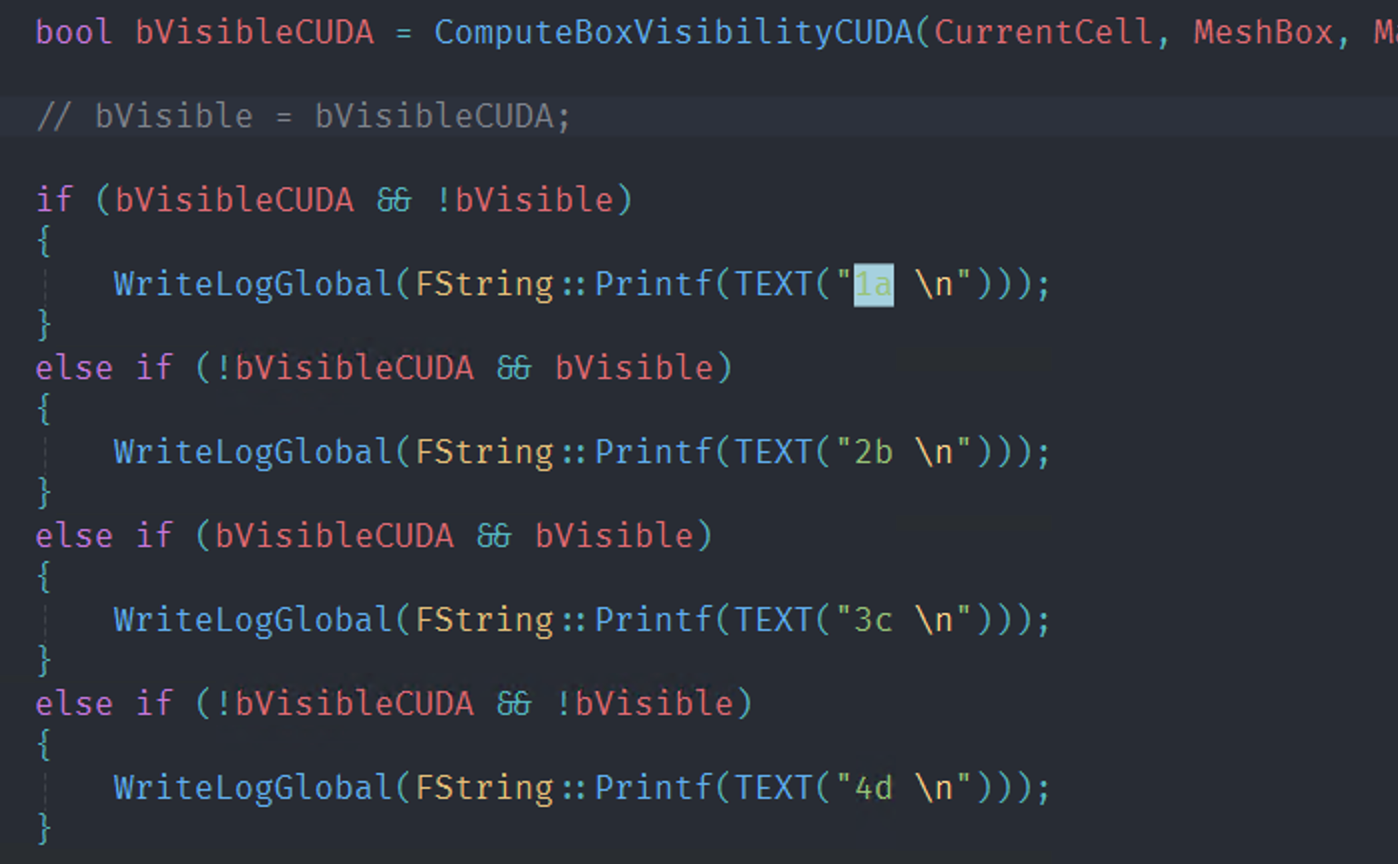 bool bVisibleCUDA = ComputeBoxVisibilityCUDA(CurrentCell, MeshBox,
// bVisible = bVisibleCUDA;
if (bVisibleCUDA && !bVisible)
{
WriteLogGlobal(FString::Printf(TEXT("1a \n")));
}
else if (!bVisibleCUDA && bVisible)
{
WriteLogGlobal(FString::Printf(TEXT("2b \n")));
}
else if (bVisibleCUDA && bVisible)
{
WriteLogGlobal(FString::Printf(TEXT("3c \n")));
}
else if (!bVisibleCUDA && !bVisible)
{
WriteLogGlobal(FString::Printf(TEXT("4d \n")));
}